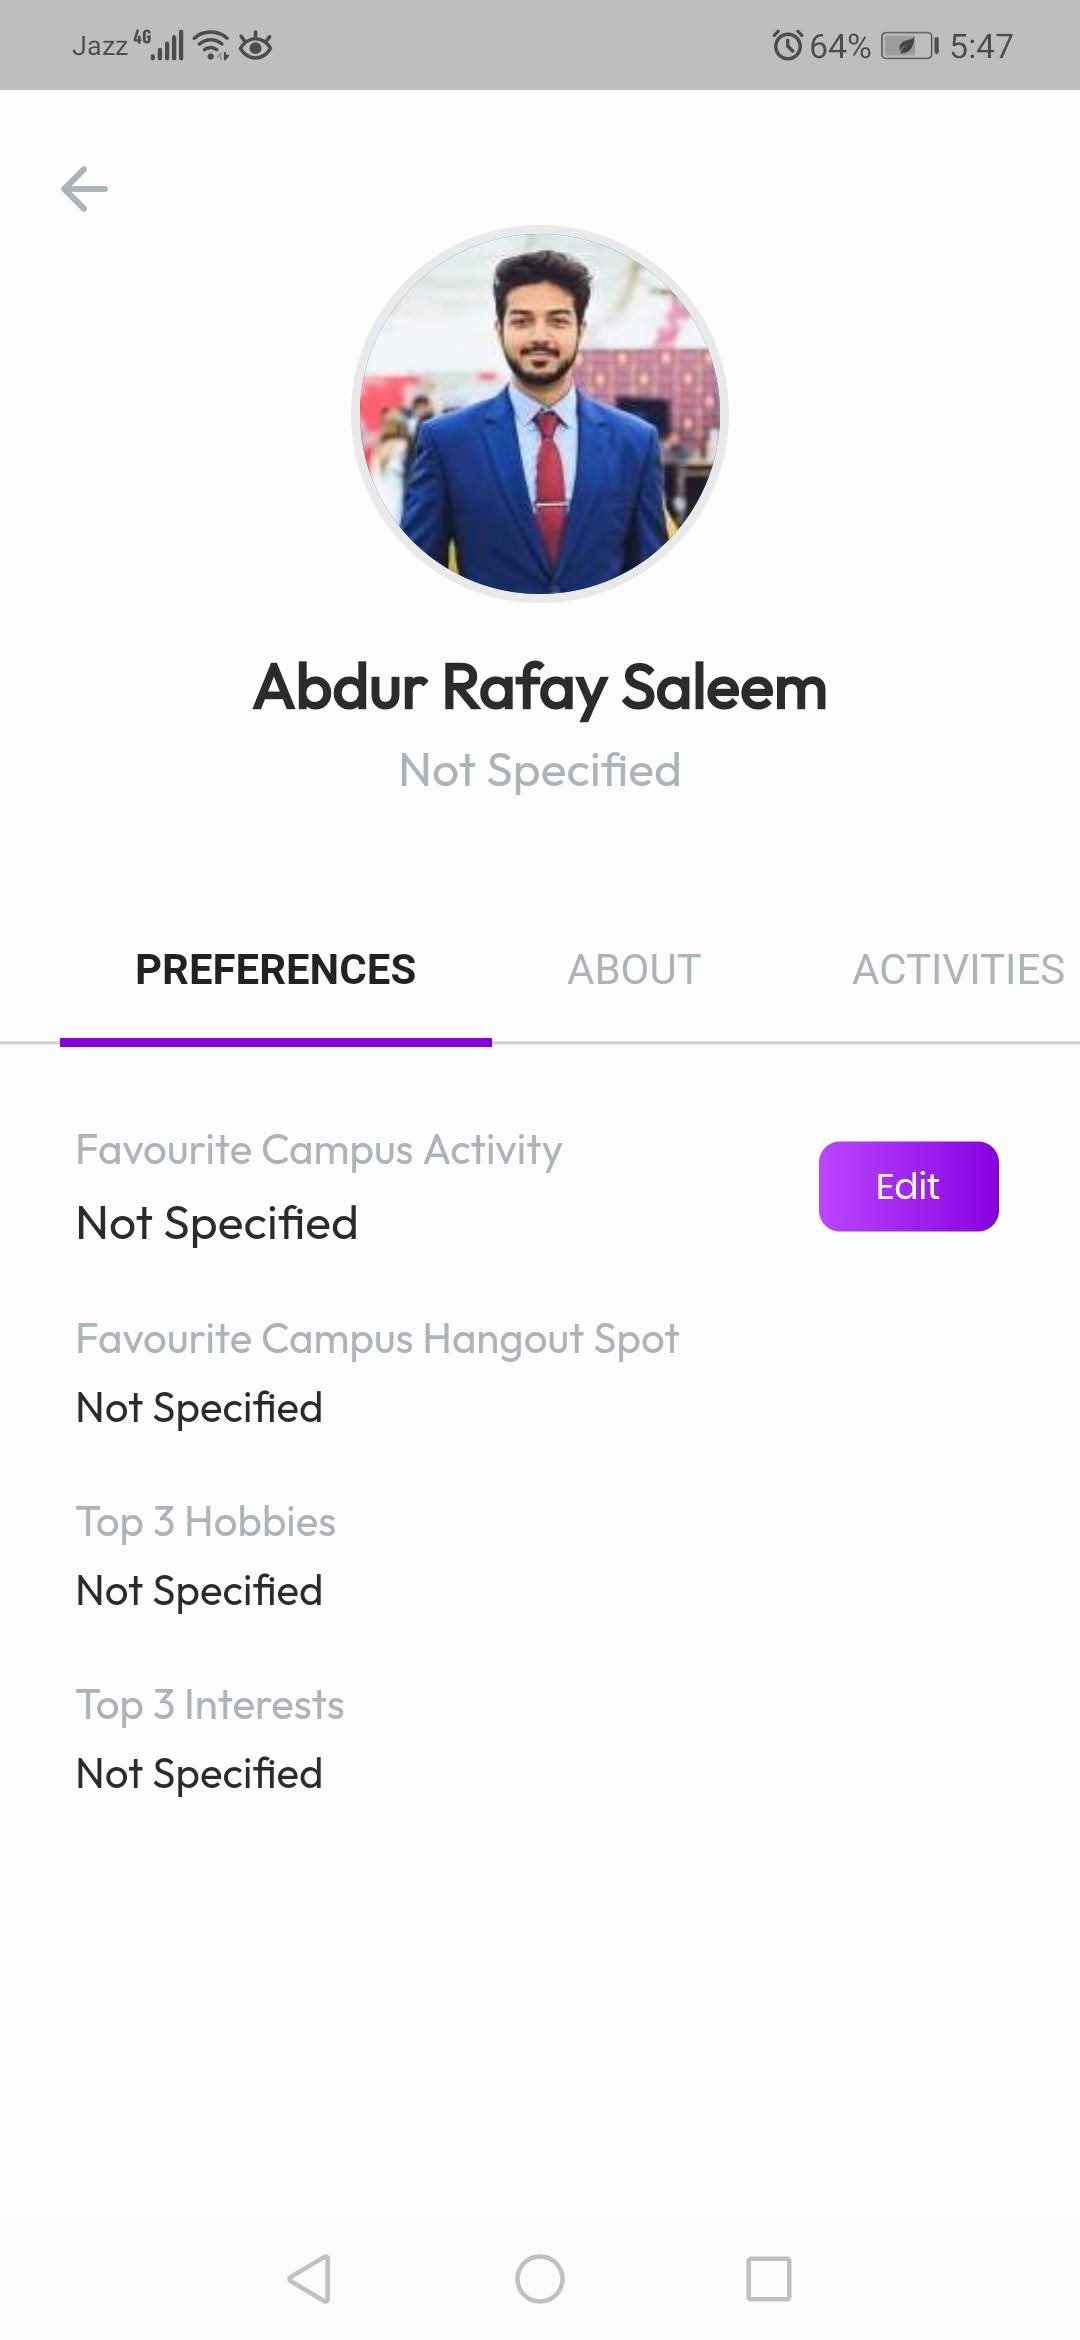 Jazz 4G 64% 5:47
Abdur Rafay Saleem
Not Specified
PREFERENCES ABOUT ACTIVITIES
Favourite Campus Activity
Not Specified
Edit
Favourite Campus Hangout Spot
Not Specified
Top 3 Hobbies
Not Specified
Top 3 Interests
Not Specified